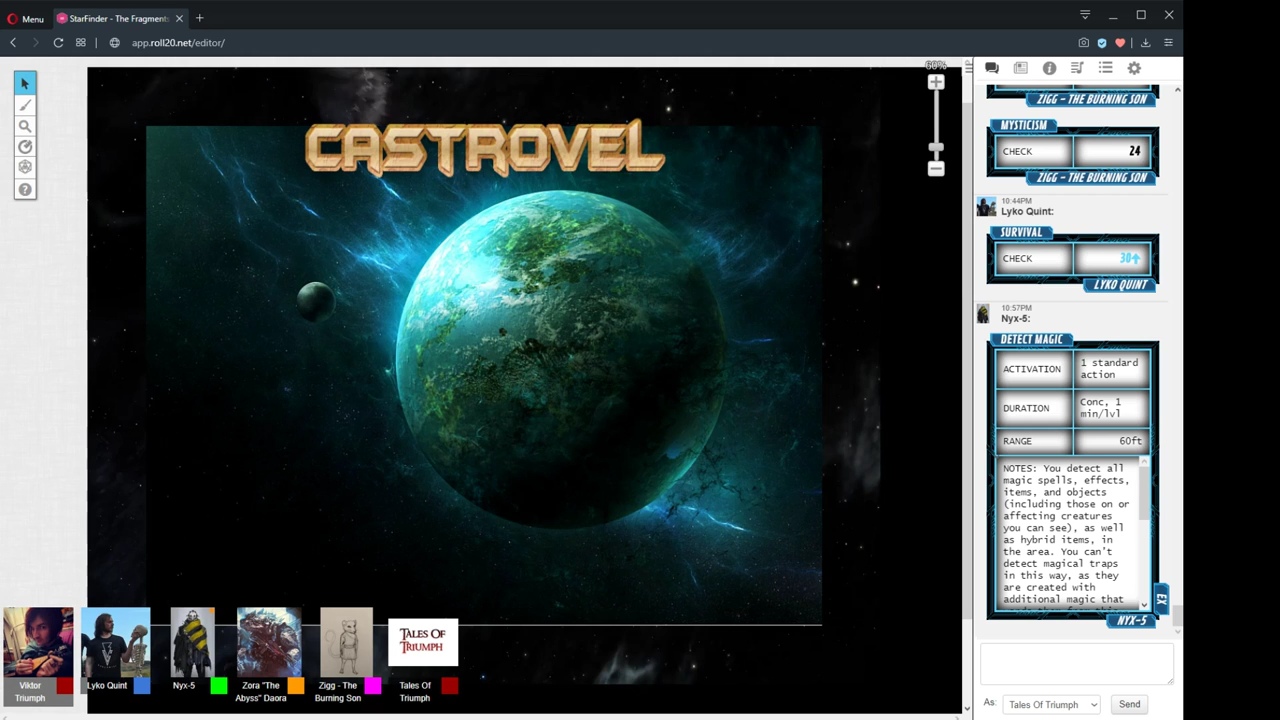 Menu
StarFinder - The Fragment
app.roll20.net/editor/
60%
CASTROVEL
ZIGG - THE BURNING SON
MYSTICISM
CHECK
24
ZIGG - THE BURNING SON
10:44PM
Lyko Quint:
SURVIVAL
CHECK
30
LYKO QUINT
10:57PM
Nyx-5:
DETECT MAGIC
ACTIVATION
1 standard
action
DURATION
Conc, 1
min/lvl
RANGE
60ft
NOTES: You detect all
magic spells, effects,
items, and objects
(including those on or
affecting creatures
you can see), as well
as hybrid items, in
the area. You can't
detect magical traps
in this way, as they
are created with
additional magic that
EX
NYX-5
TALES OF
TRIUMPH
Viktor
Triumph
Lyko Quint
Nyx-5
Zora "The
Abyss" Daora
Zigg - The
Burning Son
Tales Of
Triumph
As:
Tales Of Triumph
Send